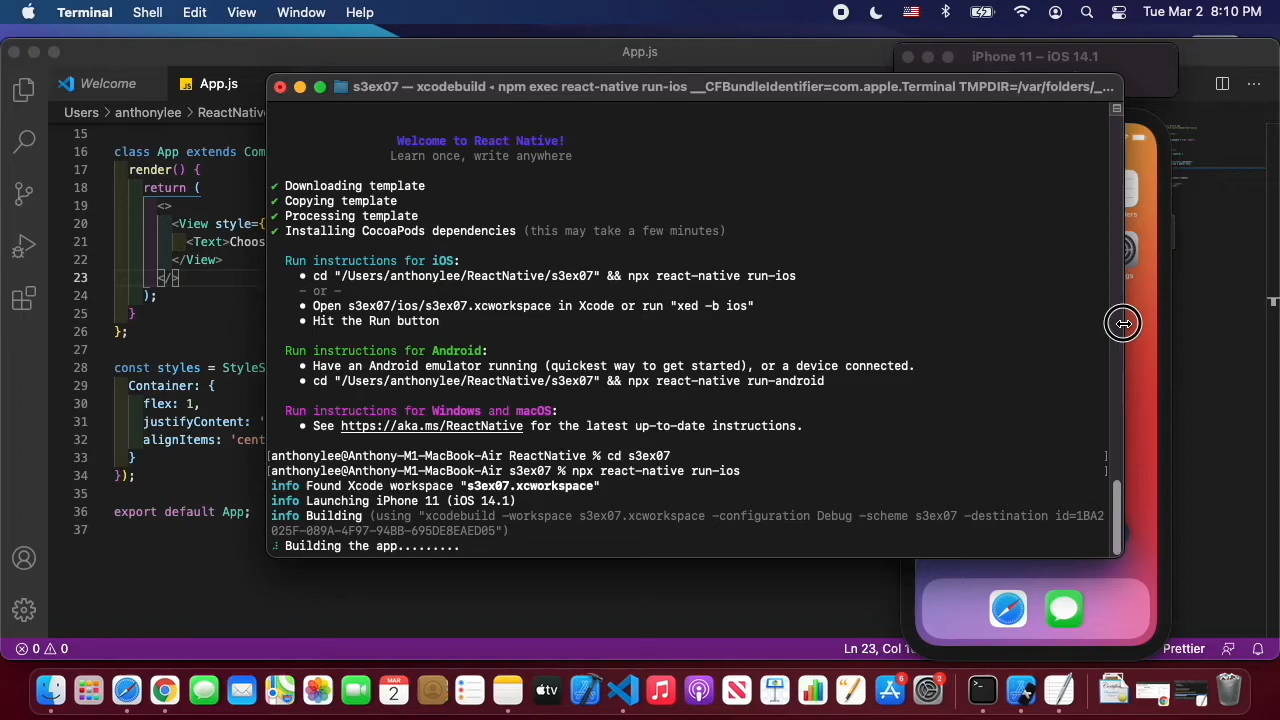 Terminal Shell Edit View Window Help Tue Mar 2 8:10 PM
App.js
iPhone 11 – iOS 14.1
Welcome App.js
s3ex07 — xcodebuild ◂ npm exec react-native run-ios __CFBundleIdentifier=com.apple.Terminal TMPDIR=/var/folders/_...
Users > anthonylee > ReactNative
15
16 class App extends Com
17 render() {
18 return (
19 <>
20 <View style={
21 <Text>Choos
22 </View>
23 </>
24 );
25 }
26 };
27
28 const styles = StyleS
29 Container: {
30 flex: 1,
31 justifyContent: '
32 alignItems: 'cent
33 }
34 });
35
36 export default App;
37
Welcome to React Native!
Learn once, write anywhere
✔ Downloading template
✔ Copying template
✔ Processing template
✔ Installing CocoaPods dependencies (this may take a few minutes)
Run instructions for iOS:
• cd "/Users/anthonylee/ReactNative/s3ex07" && npx react-native run-ios
– or –
• Open s3ex07/ios/s3ex07.xcworkspace in Xcode or run "xed -b ios"
• Hit the Run button
Run instructions for Android:
• Have an Android emulator running (quickest way to get started), or a device connected.
• cd "/Users/anthonylee/ReactNative/s3ex07" && npx react-native run-android
Run instructions for Windows and macOS:
• See https://aka.ms/ReactNative for the latest up-to-date instructions.
[anthonylee@Anthony-M1-MacBook-Air ReactNative % cd s3ex07 ]
[anthonylee@Anthony-M1-MacBook-Air s3ex07 % npx react-native run-ios ]
info Found Xcode workspace "s3ex07.xcworkspace"
info Launching iPhone 11 (iOS 14.1)
info Building (using "xcodebuild -workspace s3ex07.xcworkspace -configuration Debug -scheme s3ex07 -destination id=1BA2
025F-089A-4F97-94BB-695DE8EAED05")
Building the app.........
0 0 Ln 23, Col 1 Prettier
MAR
2
tv
6
2